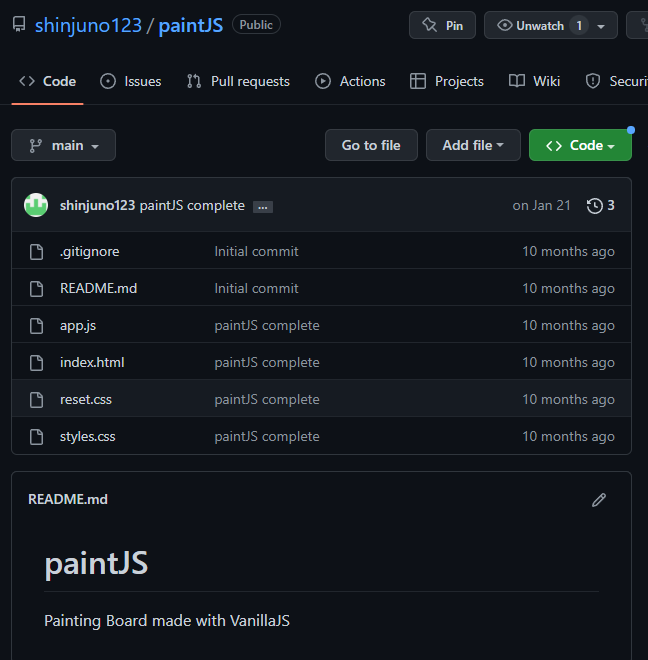 shinjuno123 / paintJS Public Pin Unwatch 1
Code Issues Pull requests Actions Projects Wiki Securi
main Go to file Add file Code
shinjuno123 paintJS complete ... on Jan 21 3
.gitignore Initial commit 10 months ago
README.md Initial commit 10 months ago
app.js paintJS complete 10 months ago
index.html paintJS complete 10 months ago
reset.css paintJS complete 10 months ago
styles.css paintJS complete 10 months ago
README.md
paintJS
Painting Board made with VanillaJS